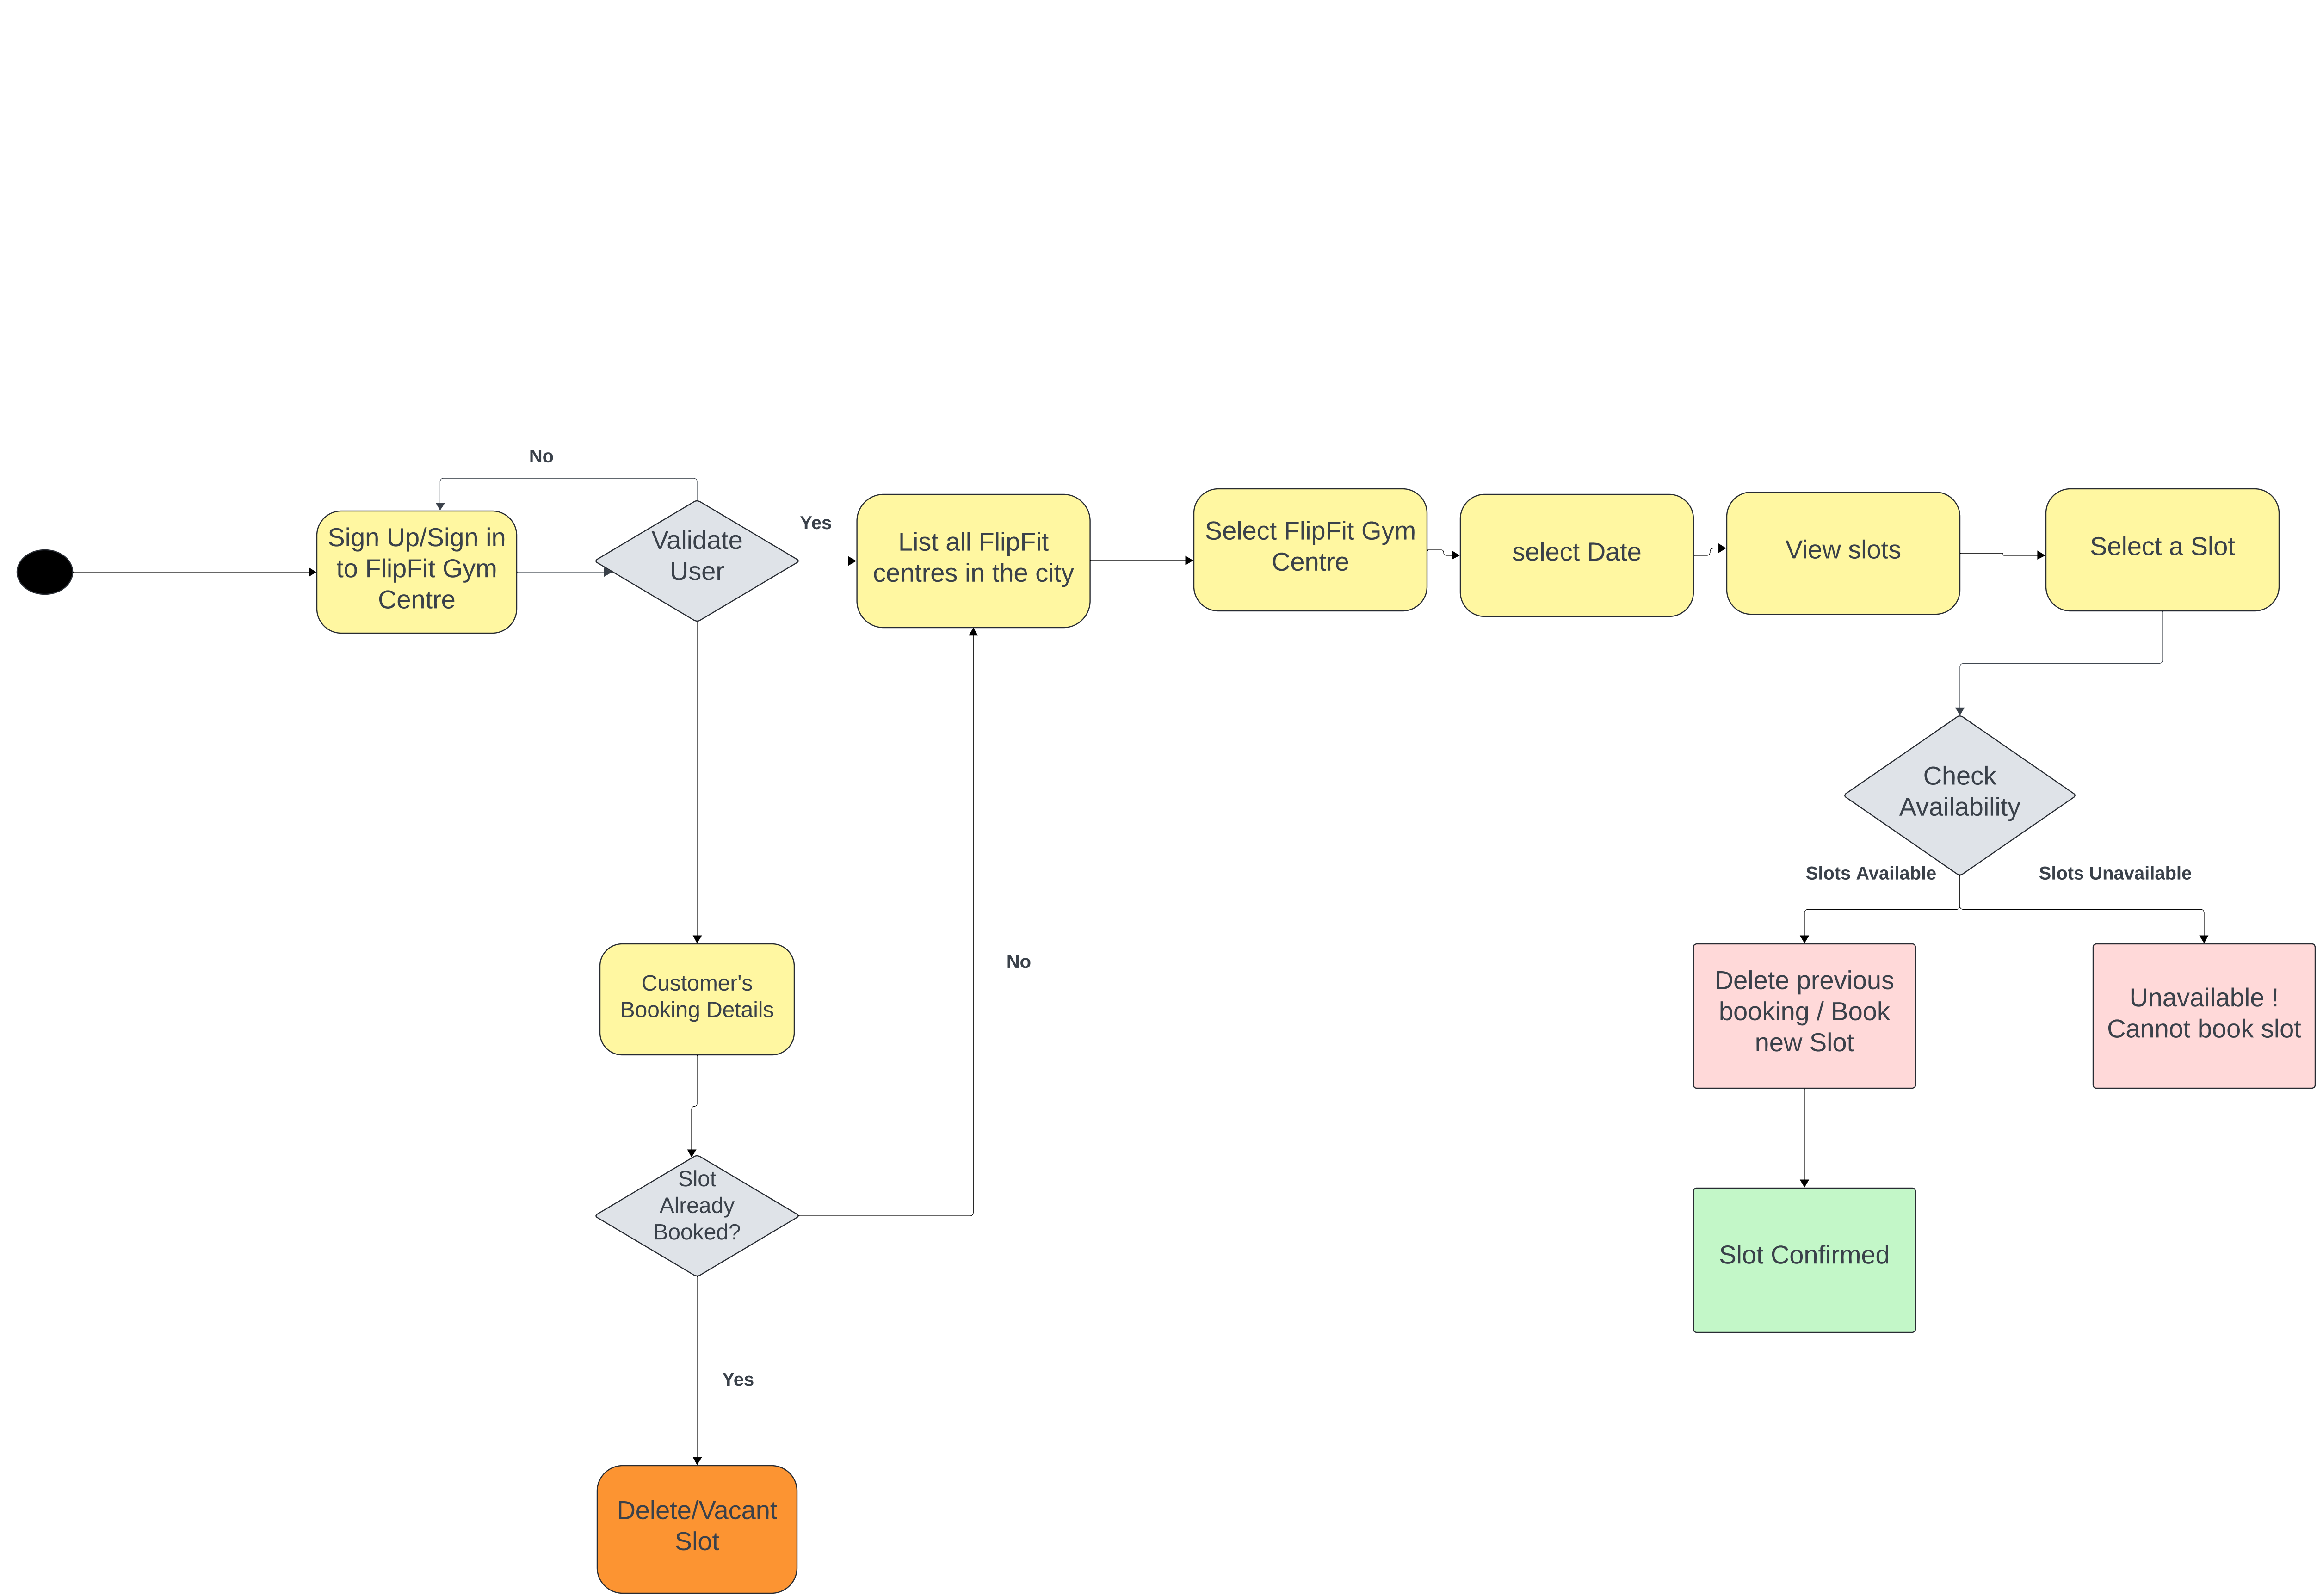 No
Sign Up/Sign in
to FlipFit Gym
Centre
Validate
User
Yes
List all FlipFit
centres in the city
Select FlipFit Gym
Centre
select Date
View slots
Select a Slot
Check
Availability
Slots Available
Slots Unavailable
Delete previous
booking / Book
new Slot
Unavailable !
Cannot book slot
Slot Confirmed
Customer's
Booking Details
No
Slot
Already
Booked?
Yes
Delete/Vacant
Slot